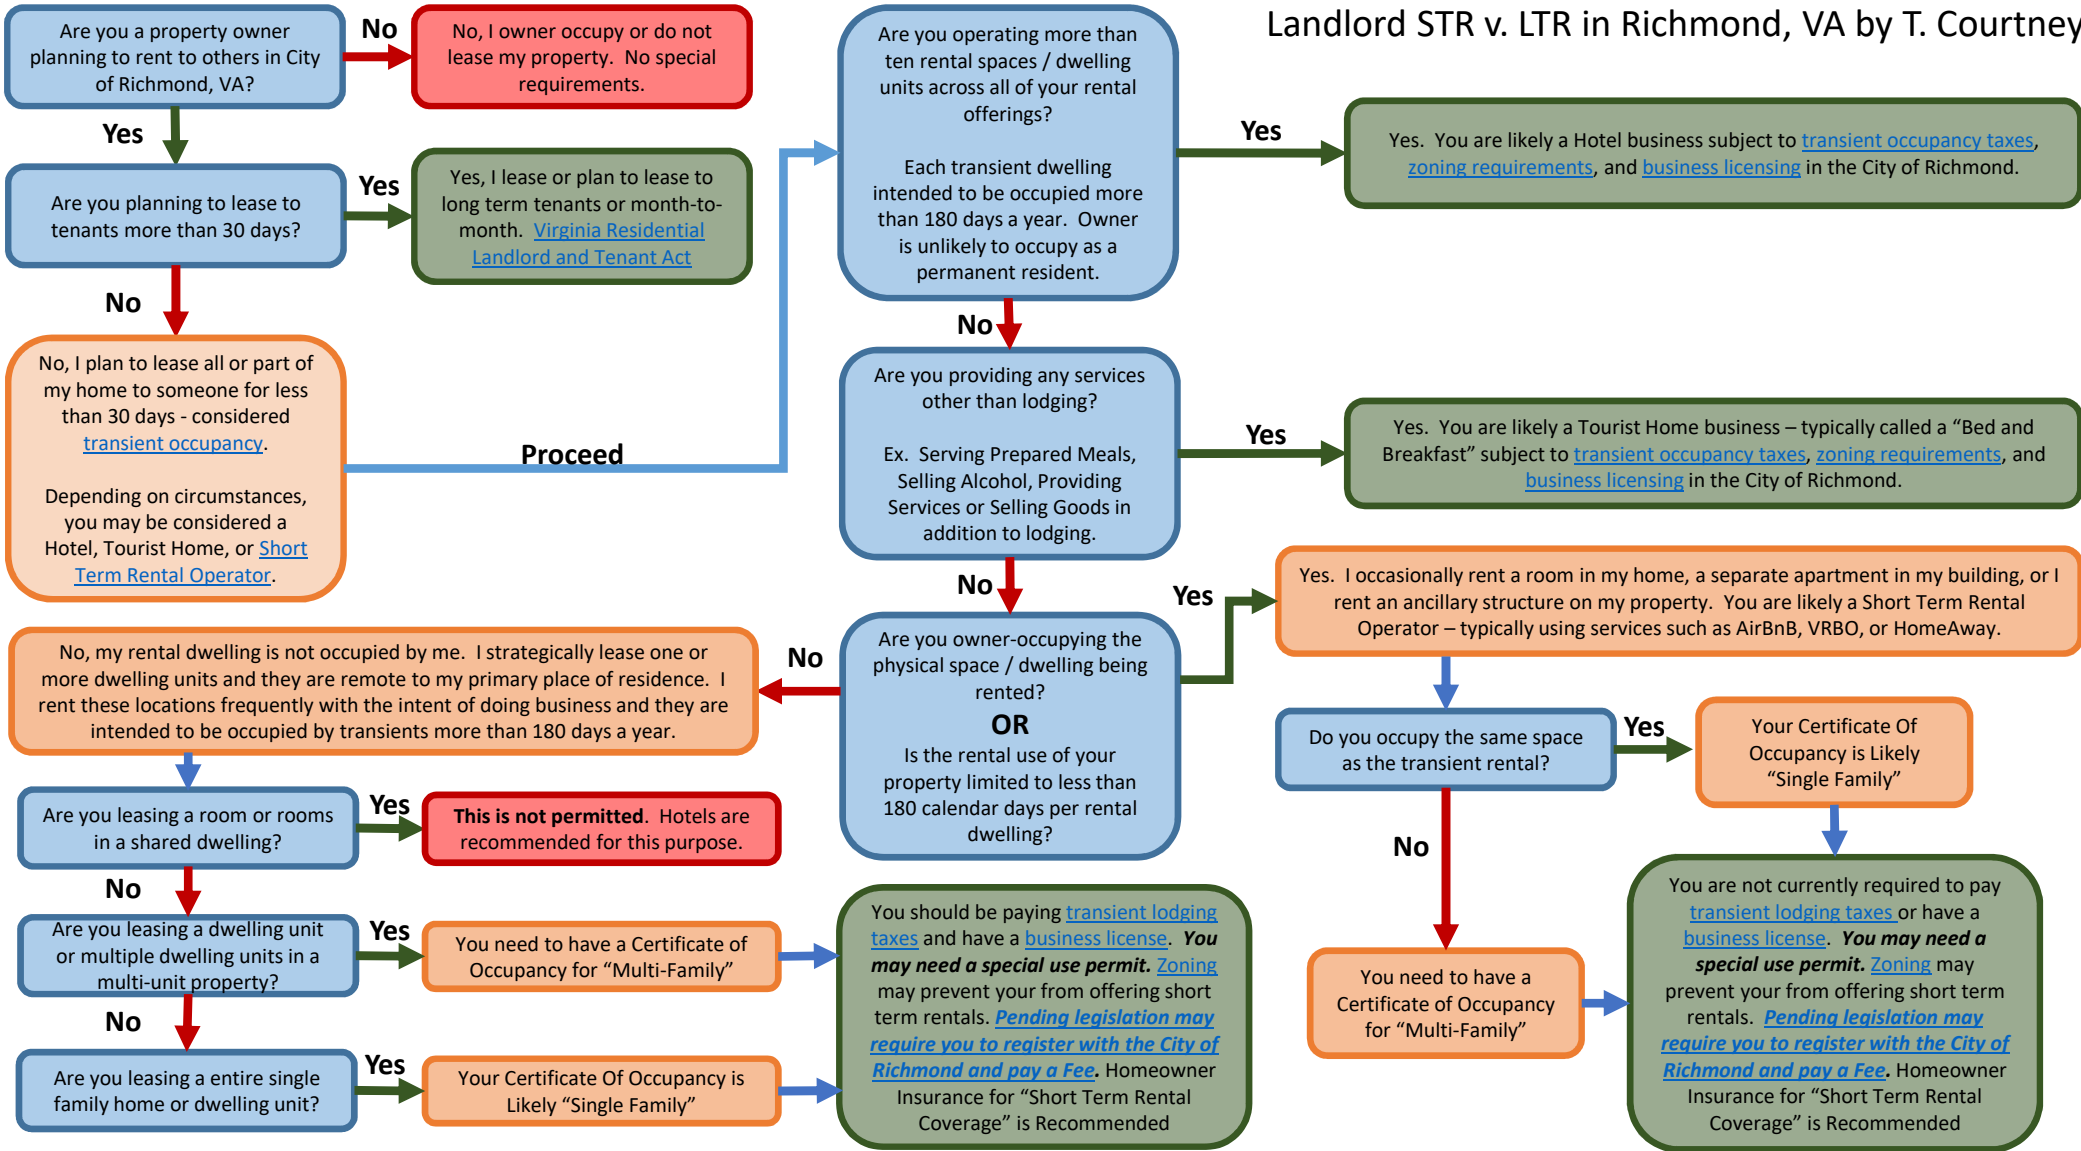 Landlord STR v. LTR in Richmond, VA by T. Courtney
Are you a property owner
planning to rent to others in City
of Richmond, VA?
No
No, I owner occupy or do not
lease my property. No special
requirements.
Yes
Are you planning to lease to
tenants more than 30 days?
Yes
Yes, I lease or plan to lease to
long term tenants or month-to-
month. Virginia Residential
Landlord and Tenant Act
No
No, I plan to lease all or part of
my home to someone for less
than 30 days - considered
transient occupancy.
Depending on circumstances,
you may be considered a
Hotel, Tourist Home, or Short
Term Rental Operator.
Proceed
Are you operating more than
ten rental spaces / dwelling
units across all of your rental
offerings?
Each transient dwelling
intended to be occupied more
than 180 days a year. Owner
is unlikely to occupy as a
permanent resident.
Yes
Yes. You are likely a Hotel business subject to transient occupancy taxes,
zoning requirements, and business licensing in the City of Richmond.
No
Are you providing any services
other than lodging?
Ex. Serving Prepared Meals,
Selling Alcohol, Providing
Services or Selling Goods in
addition to lodging.
Yes
Yes. You are likely a Tourist Home business – typically called a “Bed and
Breakfast” subject to transient occupancy taxes, zoning requirements, and
business licensing in the City of Richmond.
No
Are you owner-occupying the
physical space / dwelling being
rented?
OR
Is the rental use of your
property limited to less than
180 calendar days per rental
dwelling?
Yes
Yes. I occasionally rent a room in my home, a separate apartment in my building, or I
rent an ancillary structure on my property. You are likely a Short Term Rental
Operator – typically using services such as AirBnB, VRBO, or HomeAway.
Do you occupy the same space
as the transient rental?
Yes
Your Certificate Of
Occupancy is Likely
“Single Family”
No
You need to have a
Certificate of Occupancy
for “Multi-Family”
You are not currently required to pay
transient lodging taxes or have a
business license. You may need a
special use permit. Zoning may
prevent your from offering short term
rentals. Pending legislation may
require you to register with the City of
Richmond and pay a Fee. Homeowner
Insurance for “Short Term Rental
Coverage” is Recommended
No
No, my rental dwelling is not occupied by me. I strategically lease one or
more dwelling units and they are remote to my primary place of residence. I
rent these locations frequently with the intent of doing business and they are
intended to be occupied by transients more than 180 days a year.
Are you leasing a room or rooms
in a shared dwelling?
Yes
This is not permitted. Hotels are
recommended for this purpose.
No
Are you leasing a dwelling unit
or multiple dwelling units in a
multi-unit property?
Yes
You need to have a Certificate of
Occupancy for “Multi-Family”
No
Are you leasing a entire single
family home or dwelling unit?
Yes
Your Certificate Of Occupancy is
Likely “Single Family”
You should be paying transient lodging
taxes and have a business license. You
may need a special use permit. Zoning
may prevent your from offering short
term rentals. Pending legislation may
require you to register with the City of
Richmond and pay a Fee. Homeowner
Insurance for “Short Term Rental
Coverage” is Recommended